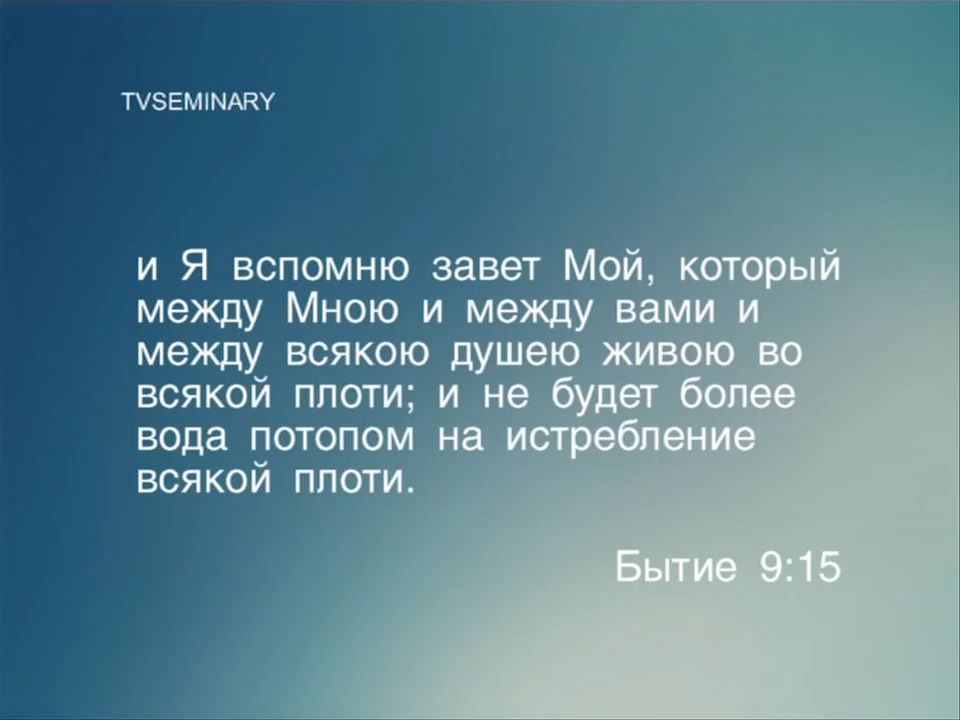 TVSEMINARY
и Я вспомню завет Мой, который
между Мною и между вами и
между всякою душею живою во
всякой плоти; и не будет более
вода потопом на истребление
всякой плоти.
Бытие 9:15